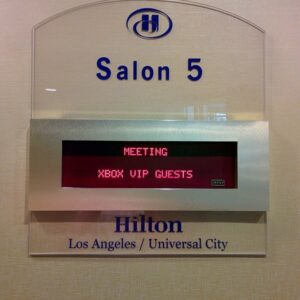 Salon 5
MEETING
XBOX VIP GUESTS
Hilton
Los Angeles / Universal City